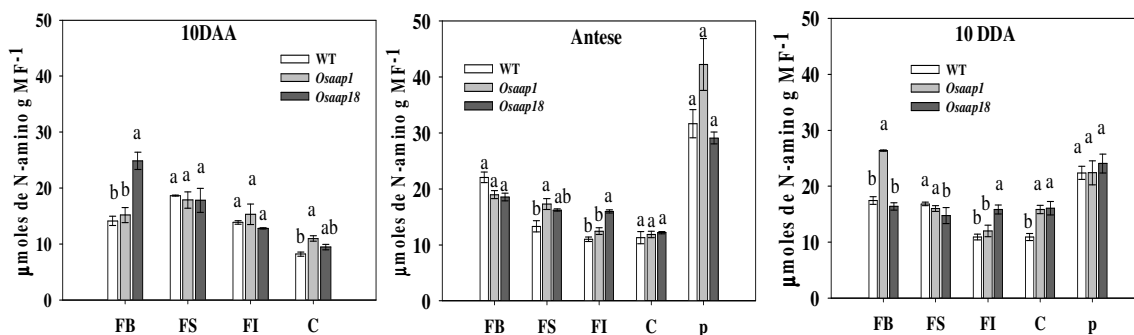 10DAA
µmoles de N-amino g MF⁻¹
50
40
30
20
10
0
WT
Osaap1
Osaap18
b b a
a a a
a a a
b a ab
FB FS FI C
Antese
µmoles de N-amino g MF⁻¹
50
40
30
20
10
0
WT
Osaap1
Osaap18
a a a
b a ab
b b a
a a a
a a a
FB FS FI C p
10 DDA
µmoles de N-amino g MF⁻¹
50
40
30
20
10
0
WT
Osaap1
Osaap18
b a b
a a b
b b a
b a a
a a a
FB FS FI C p